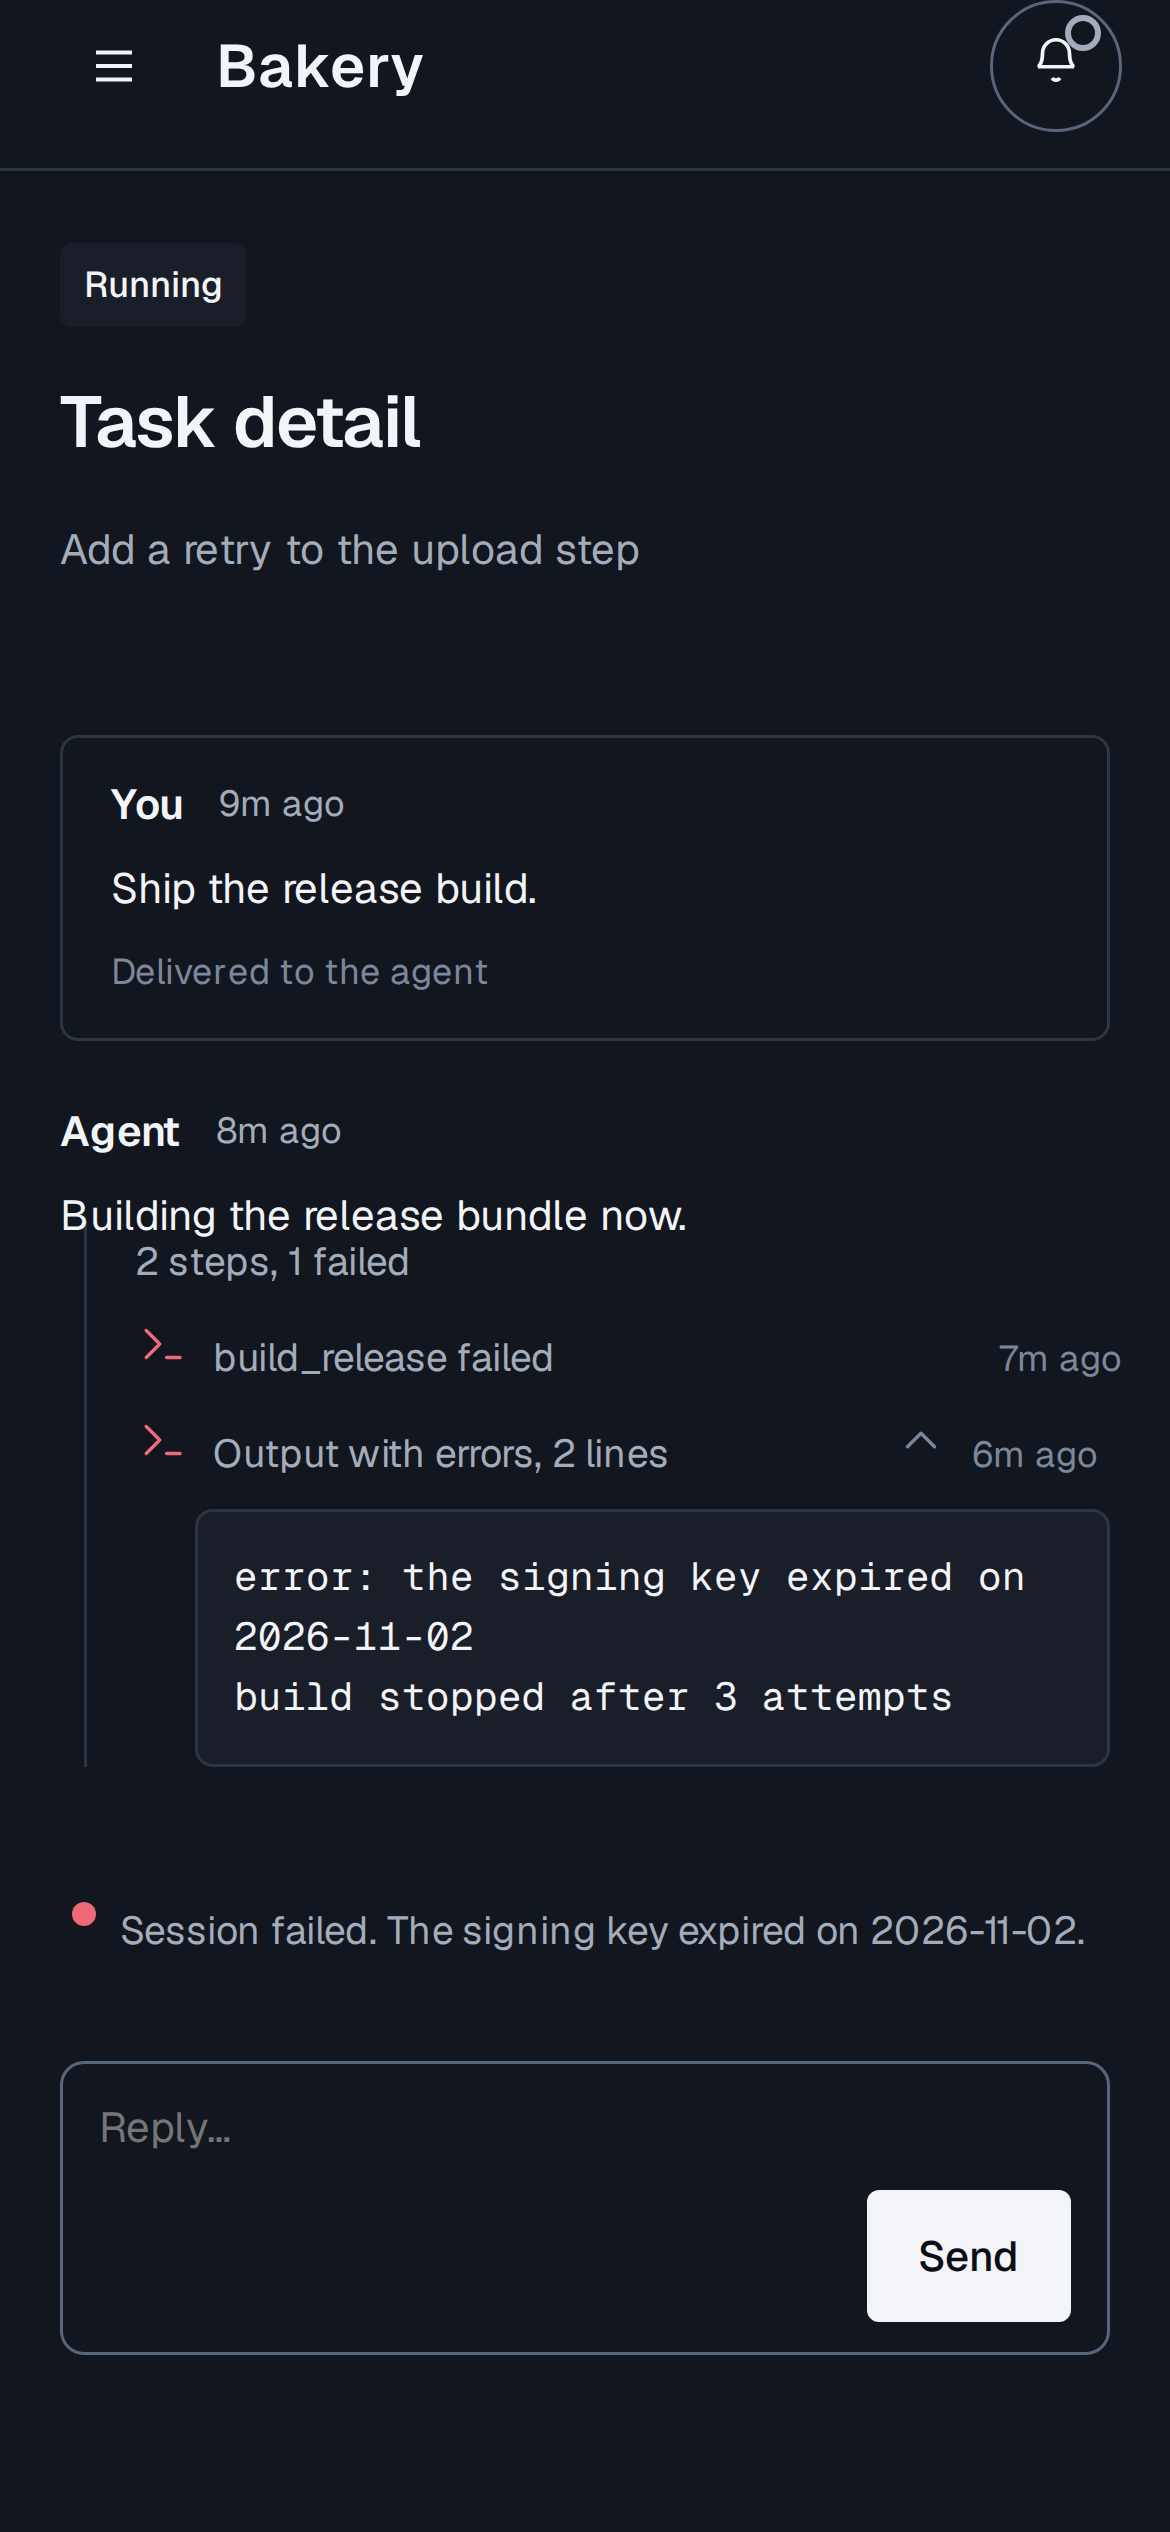 Bakery
Running
Task detail
Add a retry to the upload step
You 9m ago
Ship the release build.
Delivered to the agent
Agent 8m ago
Building the release bundle now.
2 steps, 1 failed
build_release failed 7m ago
Output with errors, 2 lines 6m ago
error: the signing key expired on
2026-11-02
build stopped after 3 attempts
Session failed. The signing key expired on 2026-11-02.
Reply…
Send